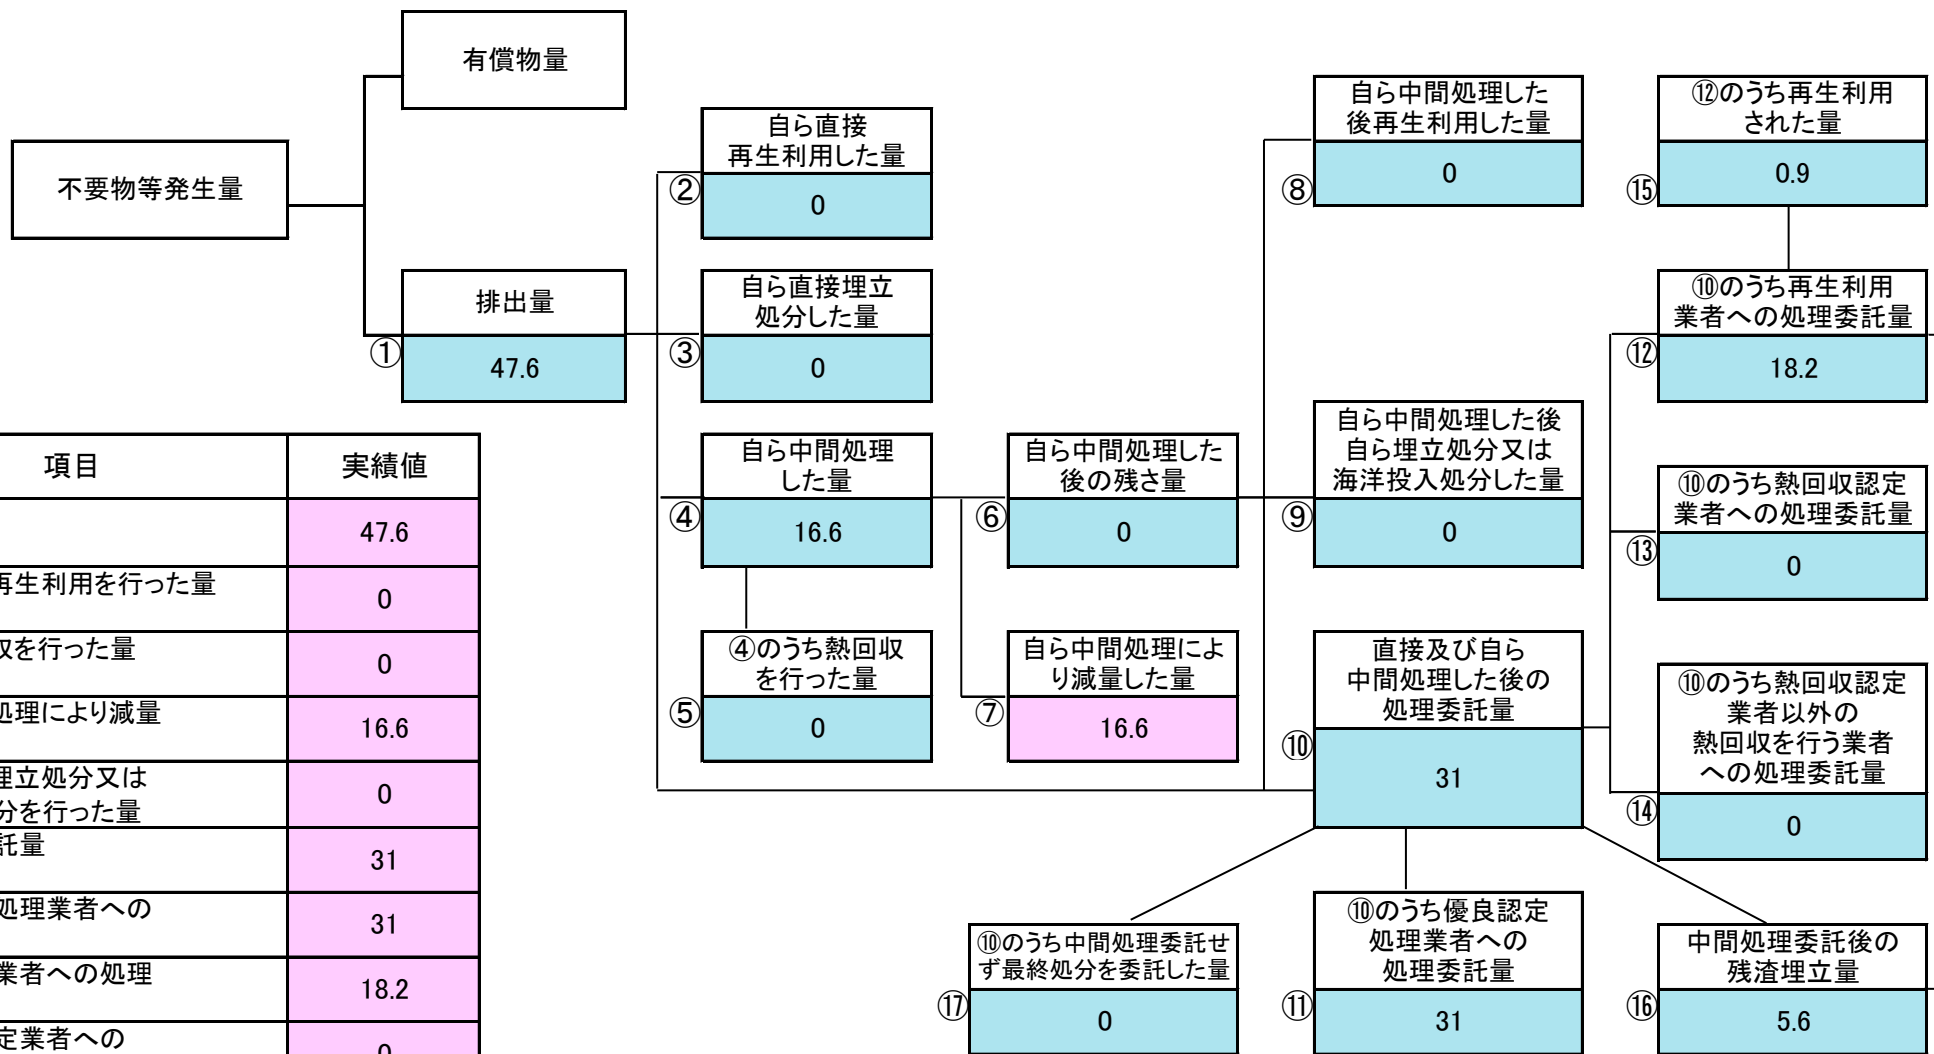 有償物量
不要物等発生量
排出量
①
47.6
自ら直接
再生利用した量
②
0
自ら直接埋立
処分した量
③
0
自ら中間処理
した量
④
16.6
④のうち熱回収
を行った量
⑤
0
自ら中間処理した
後の残さ量
⑥
0
自ら中間処理によ
り減量した量
⑦
16.6
自ら中間処理した
後再生利用した量
⑧
0
自ら中間処理した後
自ら埋立処分又は
海洋投入処分した量
⑨
0
直接及び自ら
中間処理した後の
処理委託量
⑩
31
⑩のうち優良認定
処理業者への
処理委託量
⑪
31
⑫のうち再生利用
された量
⑮
0.9
⑩のうち再生利用
業者への処理委託量
⑫
18.2
⑩のうち熱回収認定
業者への処理委託量
⑬
0
⑩のうち熱回収認定
業者以外の
熱回収を行う業者
への処理委託量
⑭
0
中間処理委託後の
残渣埋立量
⑯
5.6
⑩のうち中間処理委託せ
ず最終処分を委託した量
⑰
0
項目 実績値
47.6
再生利用を行った量
0
を行った量
0
処理により減量
16.6
埋立処分又は
分を行った量
0
託量
31
処理業者への
31
業者への処理
18.2
定業者への
0